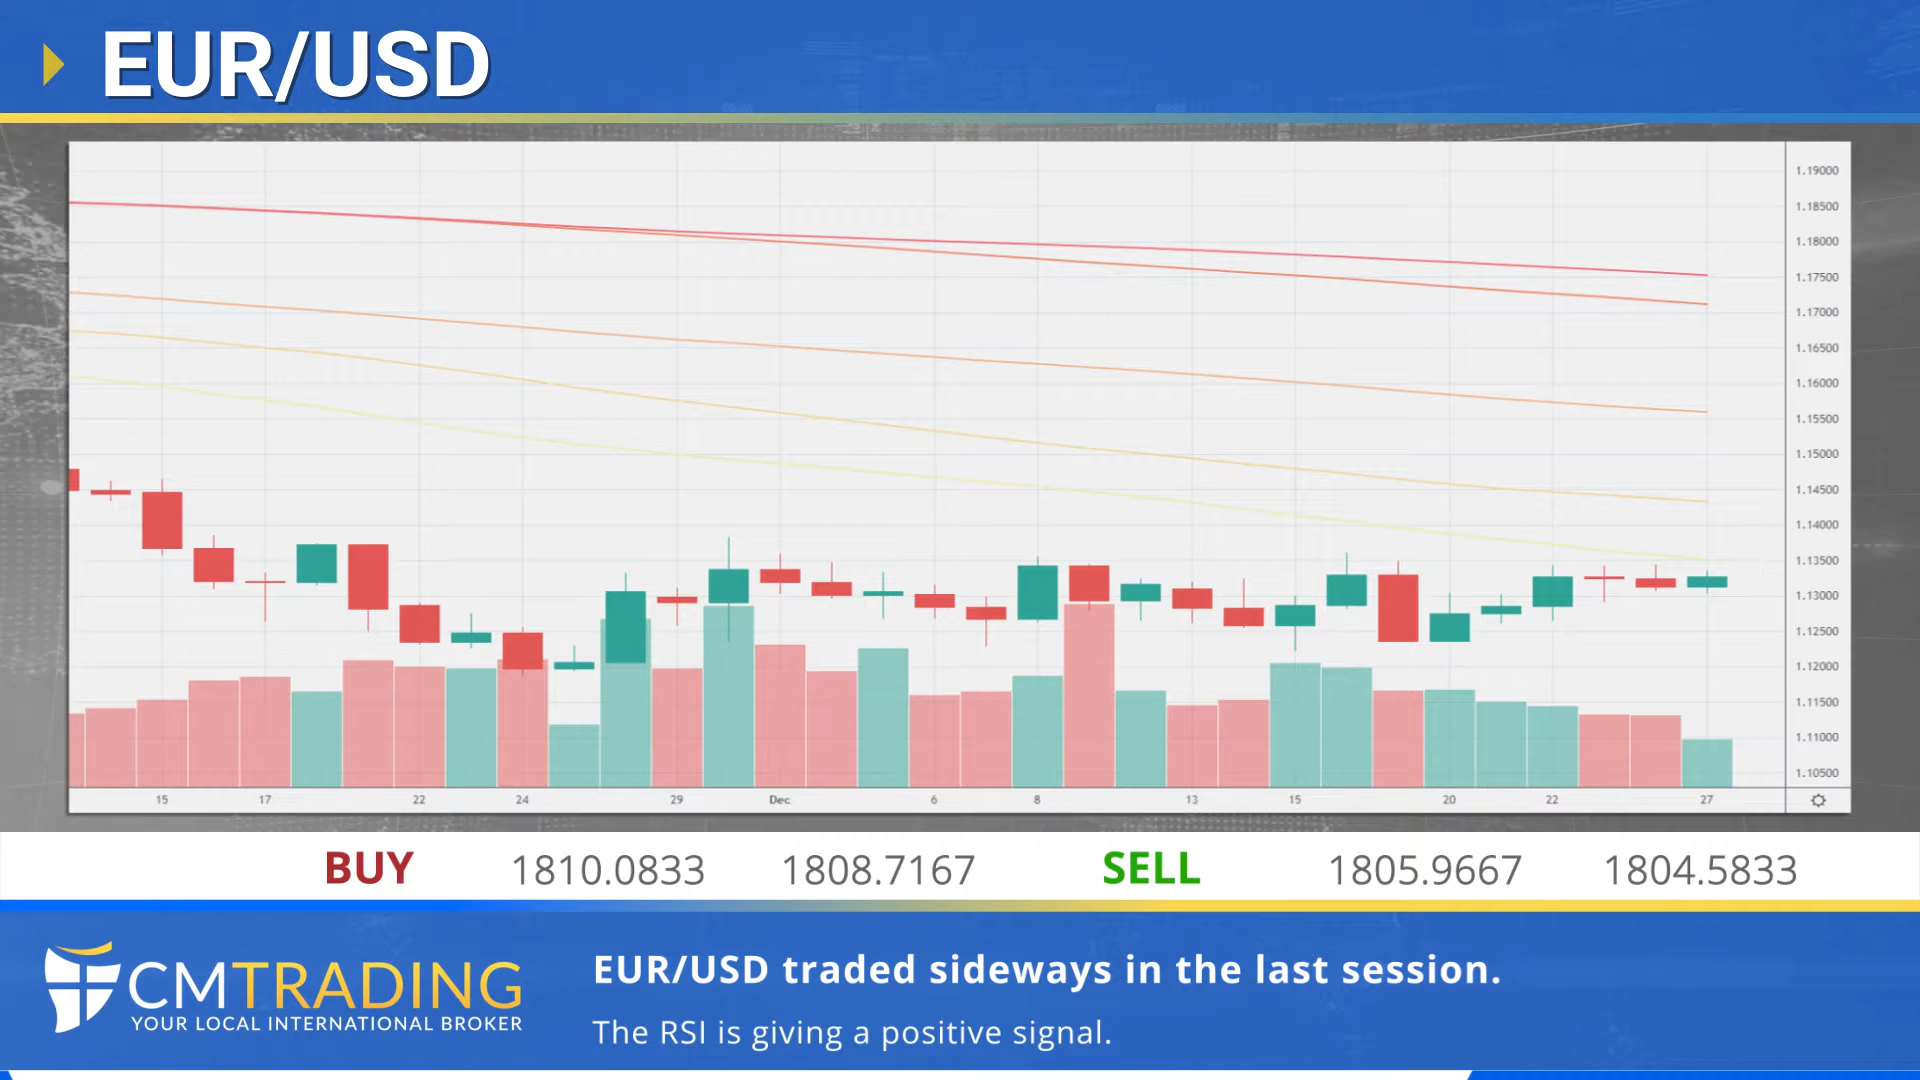 EUR/USD
1.19000
1.18500
1.18000
1.17500
1.17000
1.16500
1.16000
1.15500
1.15000
1.14500
1.14000
1.13500
1.13000
1.12500
1.12000
1.11500
1.11000
1.10500
15 17 22 24 29 Dec 6 8 13 15 20 22 27
BUY 1810.0833 1808.7167 SELL 1805.9667 1804.5833
CMTRADING
YOUR LOCAL INTERNATIONAL BROKER
EUR/USD traded sideways in the last session.
The RSI is giving a positive signal.